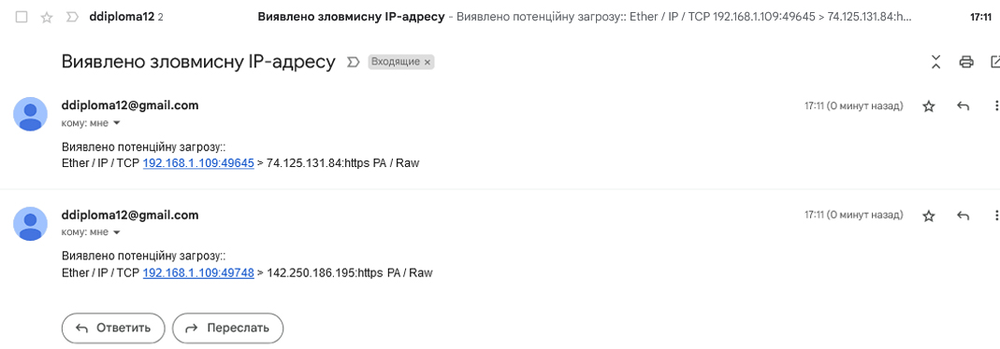 ddiploma12 2 Виявлено зловмисну IP-адресу - Виявлено потенційну загрозу:: Ether / IP / TCP 192.168.1.109:49645 > 74.125.131.84:h... 17:11
Виявлено зловмисну IP-адресу Входящие ×
ddiploma12@gmail.com 17:11 (0 минут назад)
кому: мне
Виявлено потенційну загрозу::
Ether / IP / TCP 192.168.1.109:49645 > 74.125.131.84:https PA / Raw
ddiploma12@gmail.com 17:11 (0 минут назад)
кому: мне
Виявлено потенційну загрозу::
Ether / IP / TCP 192.168.1.109:49748 > 142.250.186.195:https PA / Raw
Ответить Переслать